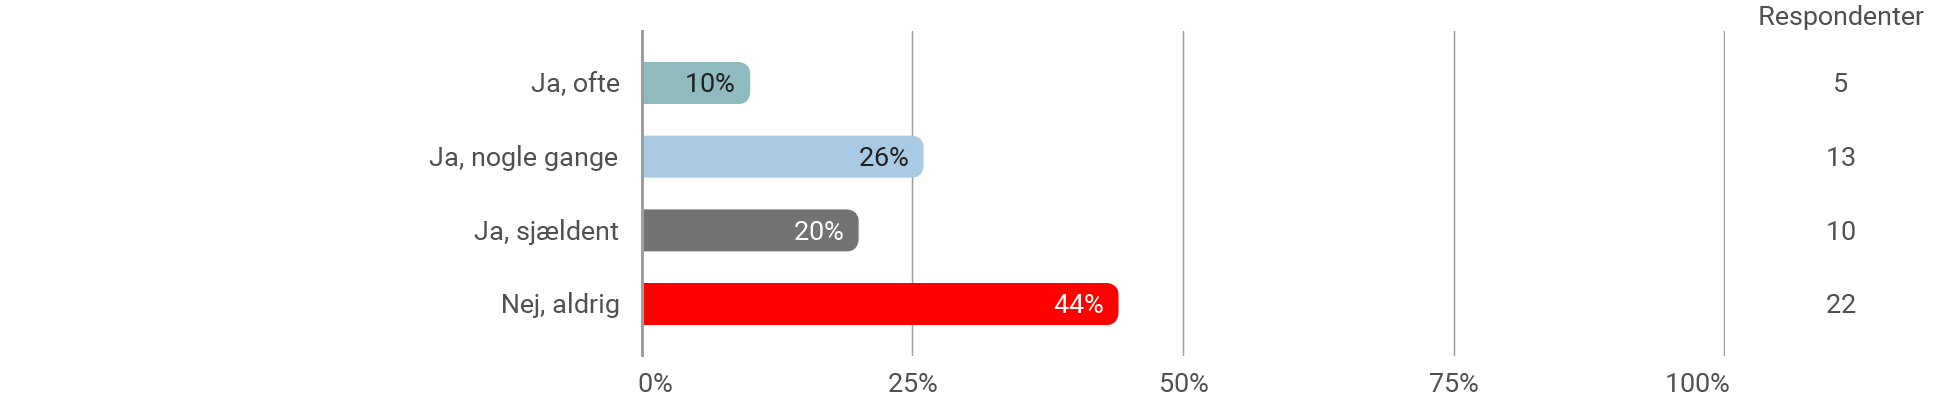 Respondenter
Ja, ofte 10% 5
Ja, nogle gange 26% 13
Ja, sjældent 20% 10
Nej, aldrig 44% 22
0% 25% 50% 75% 100%